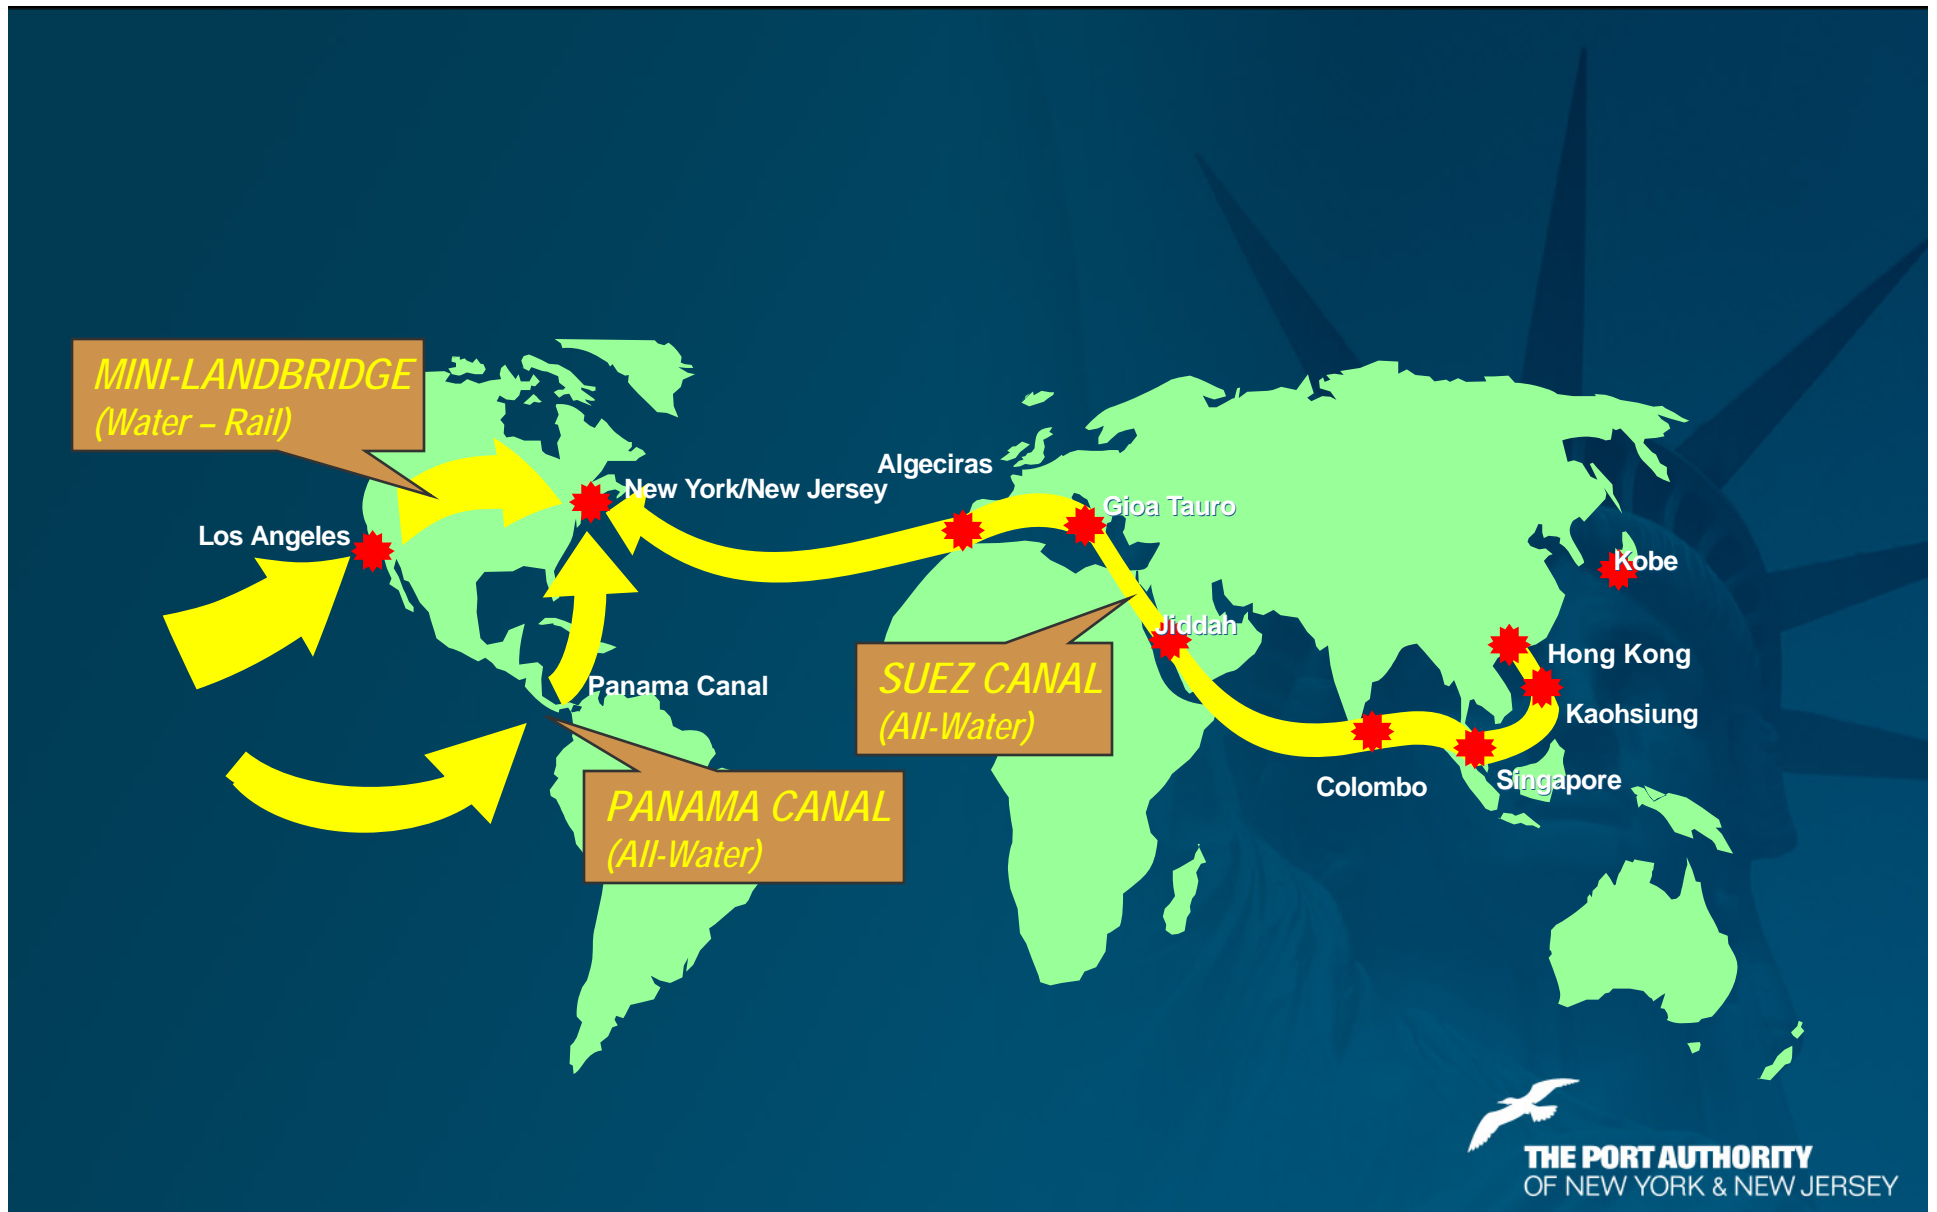 MINI-LANDBRIDGE
(Water – Rail)
Algeciras
New York/New Jersey
Gioa Tauro
Los Angeles
Kobe
Jiddah
Hong Kong
SUEZ CANAL
(All-Water)
Panama Canal
Kaohsiung
Colombo
Singapore
PANAMA CANAL
(All-Water)
THE PORT AUTHORITY
OF NEW YORK & NEW JERSEY